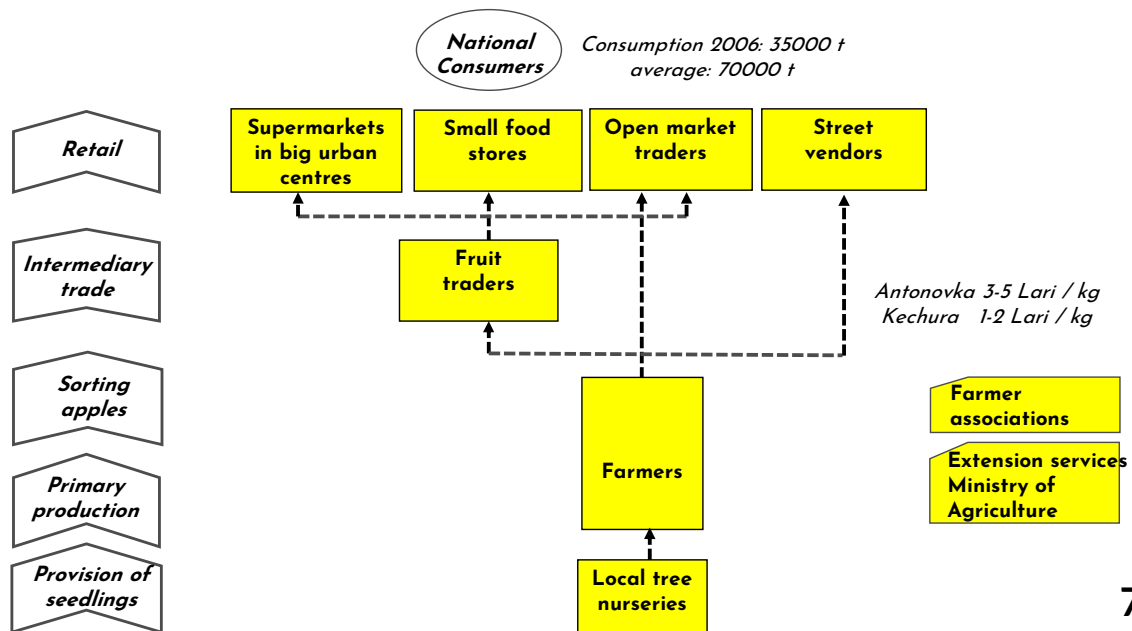 National
Consumers
Consumption 2006: 35000 t
average: 70000 t
Retail
Supermarkets
in big urban
centres
Small food
stores
Open market
traders
Street
vendors
Intermediary
trade
Fruit
traders
Antonovka 3-5 Lari / kg
Kechura 1-2 Lari / kg
Sorting
apples
Farmers
Farmer
associations
Primary
production
Extension services
Ministry of
Agriculture
Provision of
seedlings
Local tree
nurseries
7